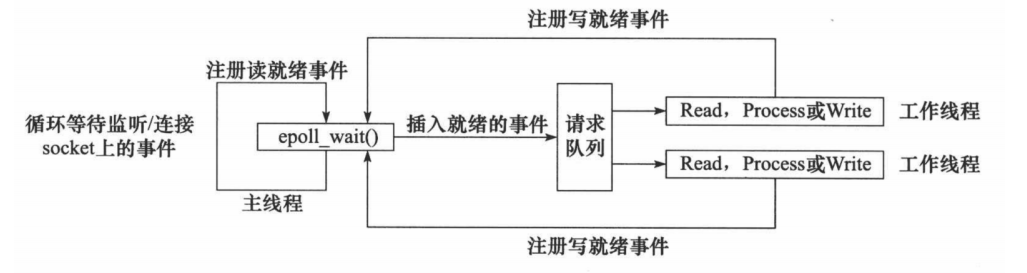 注册写就绪事件
注册读就绪事件
循环等待监听/连接
socket上的事件
epoll_wait()
插入就绪的事件
请求
队列
Read，Process或Write
工作线程
Read，Process或Write
工作线程
主线程
注册写就绪事件